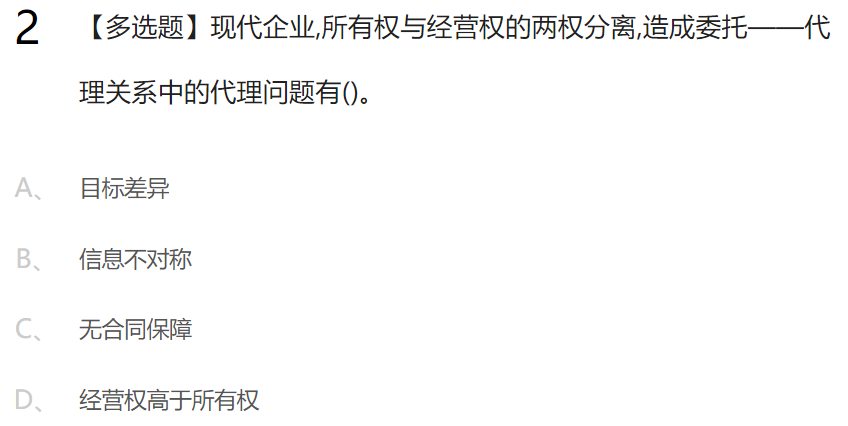 2 【多选题】现代企业,所有权与经营权的两权分离,造成委托——代
理关系中的代理问题有()。
A、 目标差异
B、 信息不对称
C、 无合同保障
D、 经营权高于所有权